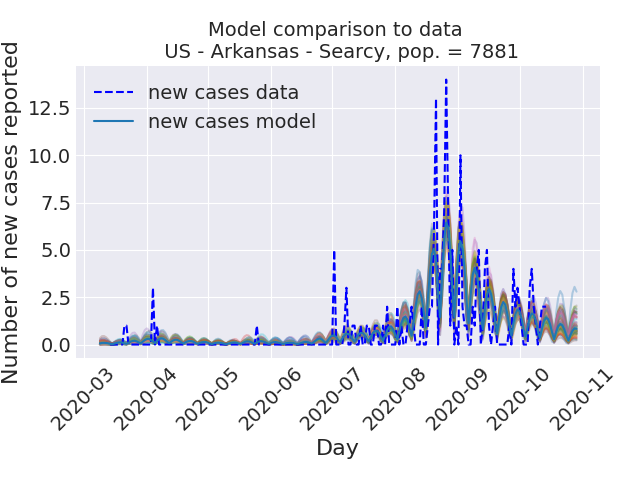 Model comparison to data
US - Arkansas - Searcy, pop. = 7881
new cases data
new cases model
Number of new cases reported
12.5
10.0
7.5
5.0
2.5
0.0
2020-03
2020-04
2020-05
2020-06
2020-07
2020-08
2020-09
2020-10
2020-11
Day